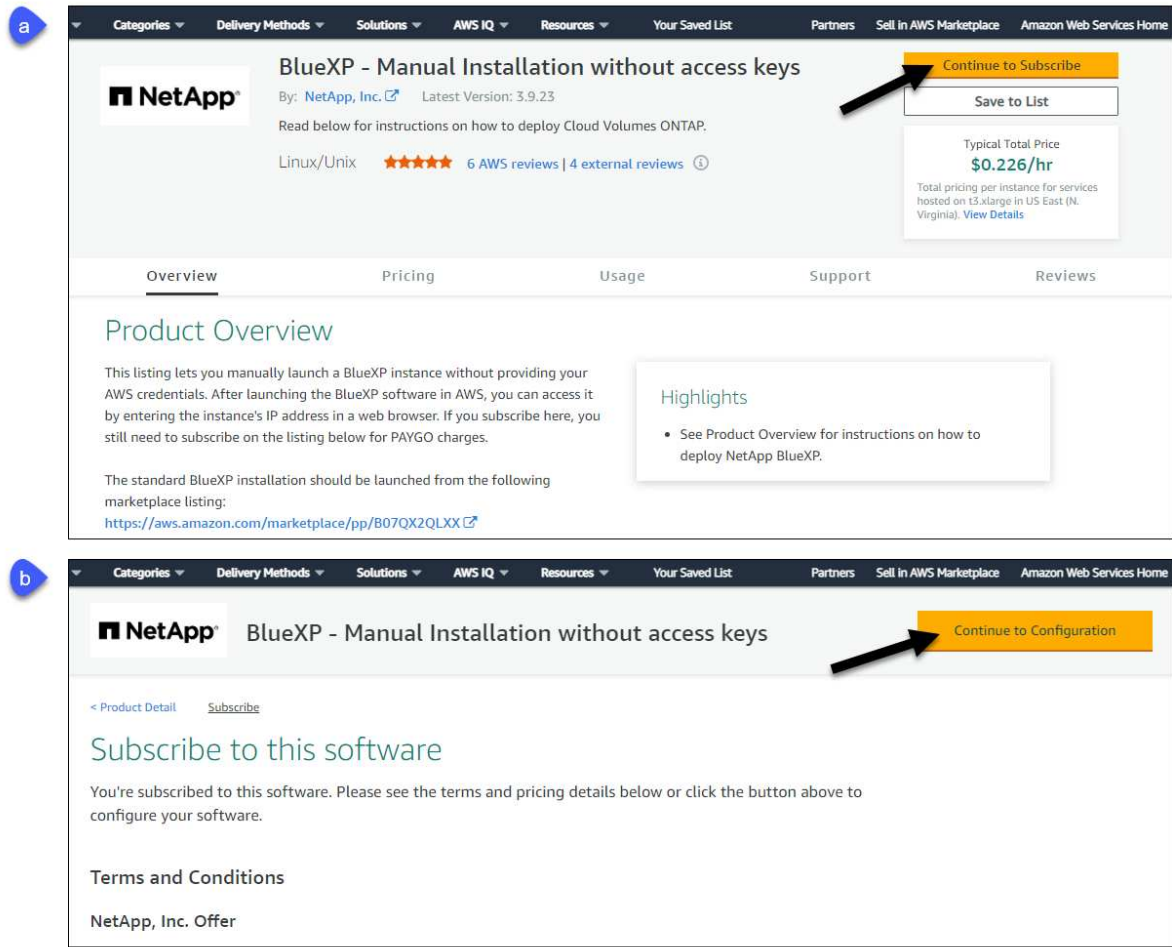 a
Categories Delivery Methods Solutions AWS IQ Resources Your Saved List Partners Sell in AWS Marketplace Amazon Web Services Home
NetApp
BlueXP - Manual Installation without access keys
By: NetApp, Inc. Latest Version: 3.9.23
Read below for instructions on how to deploy Cloud Volumes ONTAP.
Linux/Unix 6 AWS reviews | 4 external reviews
Continue to Subscribe
Save to List
Typical Total Price
$0.226/hr
Total pricing per instance for services
hosted on t3.xlarge in US East (N.
Virginia). View Details
Overview Pricing Usage Support Reviews
Product Overview
This listing lets you manually launch a BlueXP instance without providing your
AWS credentials. After launching the BlueXP software in AWS, you can access it
by entering the instance's IP address in a web browser. If you subscribe here, you
still need to subscribe on the listing below for PAYGO charges.
The standard BlueXP installation should be launched from the following
marketplace listing:
https://aws.amazon.com/marketplace/pp/B07QX2QLXX
Highlights
• See Product Overview for instructions on how to
deploy NetApp BlueXP.
b
Categories Delivery Methods Solutions AWS IQ Resources Your Saved List Partners Sell in AWS Marketplace Amazon Web Services Home
NetApp
BlueXP - Manual Installation without access keys
Continue to Configuration
< Product Detail Subscribe
Subscribe to this software
You're subscribed to this software. Please see the terms and pricing details below or click the button above to
configure your software.
Terms and Conditions
NetApp, Inc. Offer